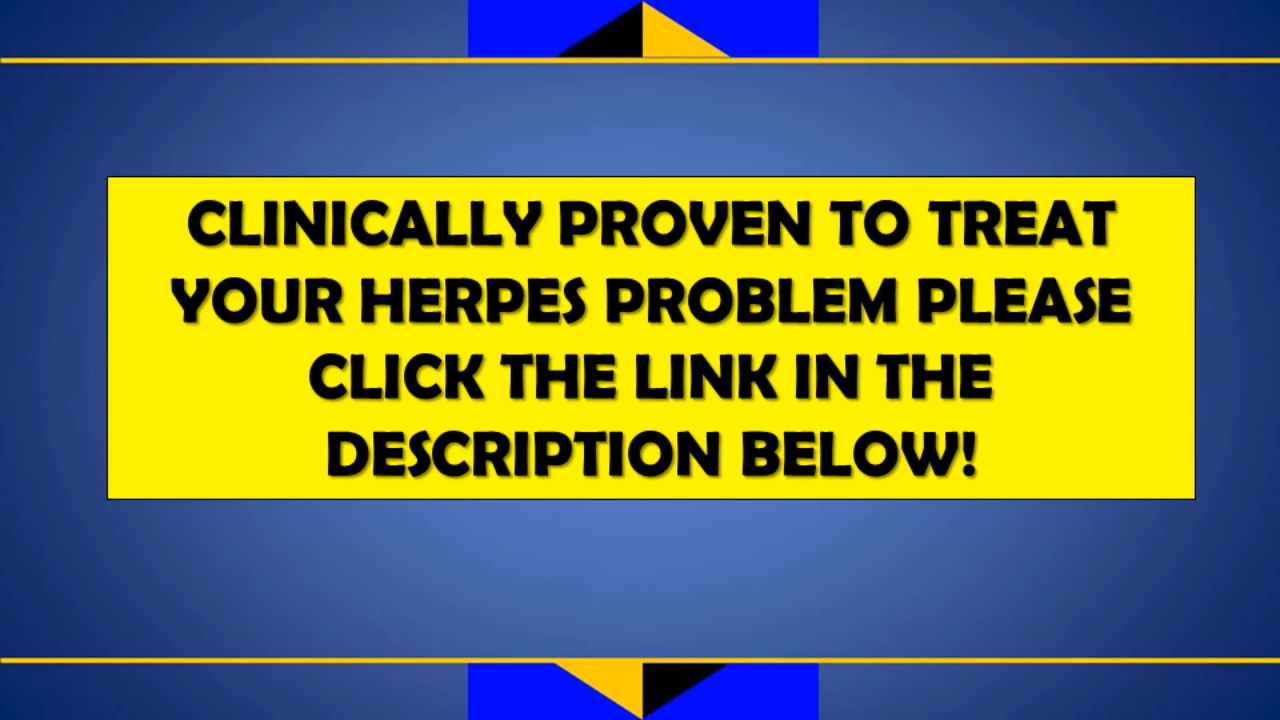 CLINICALLY PROVEN TO TREAT
YOUR HERPES PROBLEM PLEASE
CLICK THE LINK IN THE
DESCRIPTION BELOW!